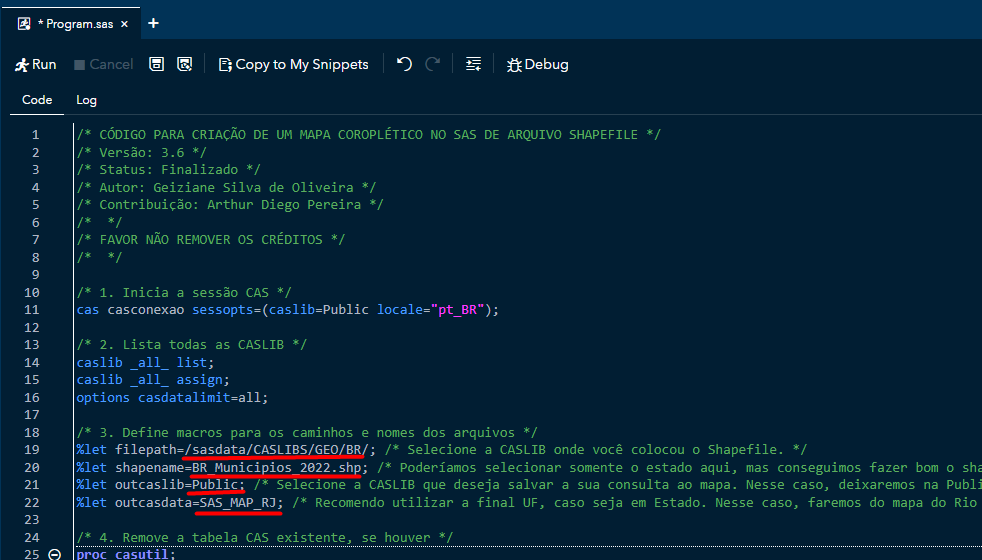 * Program.sas × +
Run Cancel Copy to My Snippets Debug
Code Log
1 /* CÓDIGO PARA CRIAÇÃO DE UM MAPA COROPLÉTICO NO SAS DE ARQUIVO SHAPEFILE */
2 /* Versão: 3.6 */
3 /* Status: Finalizado */
4 /* Autor: Geiziane Silva de Oliveira */
5 /* Contribuição: Arthur Diego Pereira */
6 /*  */
7 /* FAVOR NÃO REMOVER OS CRÉDITOS */
8 /*  */
9
10 /* 1. Inicia a sessão CAS */
11 cas casconexao sessopts=(caslib=Public locale="pt_BR");
12
13 /* 2. Lista todas as CASLIB */
14 caslib _all_ list;
15 caslib _all_ assign;
16 options casdatalimit=all;
17
18 /* 3. Define macros para os caminhos e nomes dos arquivos */
19 %let filepath=/sasdata/CASLIBS/GEO/BR/; /* Selecione a CASLIB onde você colocou o Shapefile. */
20 %let shapename=BR_Municipios_2022.shp; /* Poderíamos selecionar somente o estado aqui, mas conseguimos fazer bom o sha
21 %let outcaslib=Public; /* Selecione a CASLIB que deseja salvar a sua consulta ao mapa. Nesse caso, deixaremos na Publi
22 %let outcasdata=SAS_MAP_RJ; /* Recomendo utilizar a final UF, caso seja em Estado. Nesse caso, faremos do mapa do Rio
23
24 /* 4. Remove a tabela CAS existente, se houver */
25 proc casutil;